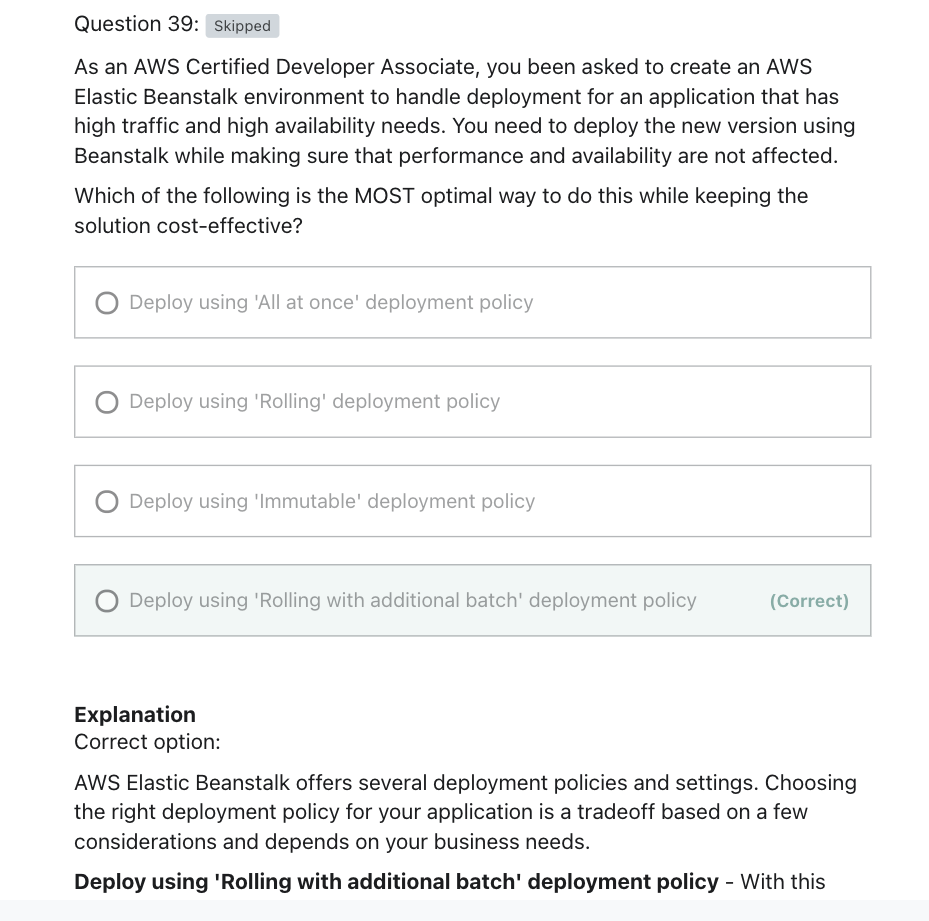 Question 39: Skipped
As an AWS Certified Developer Associate, you been asked to create an AWS
Elastic Beanstalk environment to handle deployment for an application that has
high traffic and high availability needs. You need to deploy the new version using
Beanstalk while making sure that performance and availability are not affected.
Which of the following is the MOST optimal way to do this while keeping the
solution cost-effective?
Deploy using 'All at once' deployment policy
Deploy using 'Rolling' deployment policy
Deploy using 'Immutable' deployment policy
Deploy using 'Rolling with additional batch' deployment policy (Correct)
Explanation
Correct option:
AWS Elastic Beanstalk offers several deployment policies and settings. Choosing
the right deployment policy for your application is a tradeoff based on a few
considerations and depends on your business needs.
Deploy using 'Rolling with additional batch' deployment policy - With this